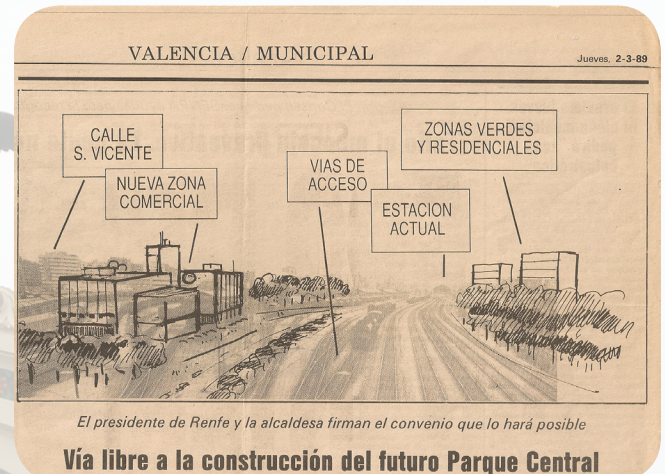 VALENCIA / MUNICIPAL
Jueves, 2-3-89
CALLE
S. VICENTE
NUEVA ZONA
COMERCIAL
VIAS DE
ACCESO
ESTACION
ACTUAL
ZONAS VERDES
Y RESIDENCIALES
El presidente de Renfe y la alcaldesa firman el convenio que lo hará posible
Vía libre a la construcción del futuro Parque Central